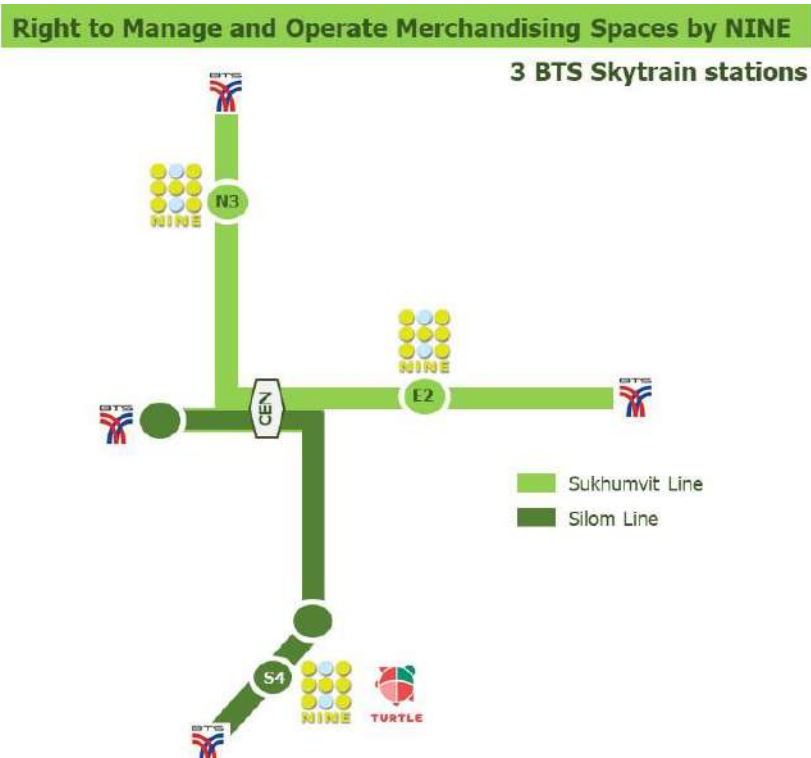 Right to Manage and Operate Merchandising Spaces by NINE
3 BTS Skytrain stations
BTS
N3
NINE
NINE
E2
BTS
CEN
BTS
Sukhumvit Line
Silom Line
S4
NINE
TURTLE
BTS